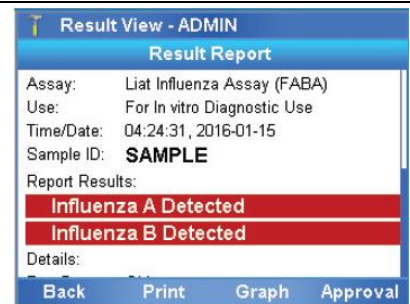 Result View - ADMIN
Result Report
Assay: Liat Influenza Assay (FABA)
Use: For In vitro Diagnostic Use
Time/Date: 04:24:31, 2016-01-15
Sample ID: SAMPLE
Report Results:
Influenza A Detected
Influenza B Detected
Details:
Back Print Graph Approval